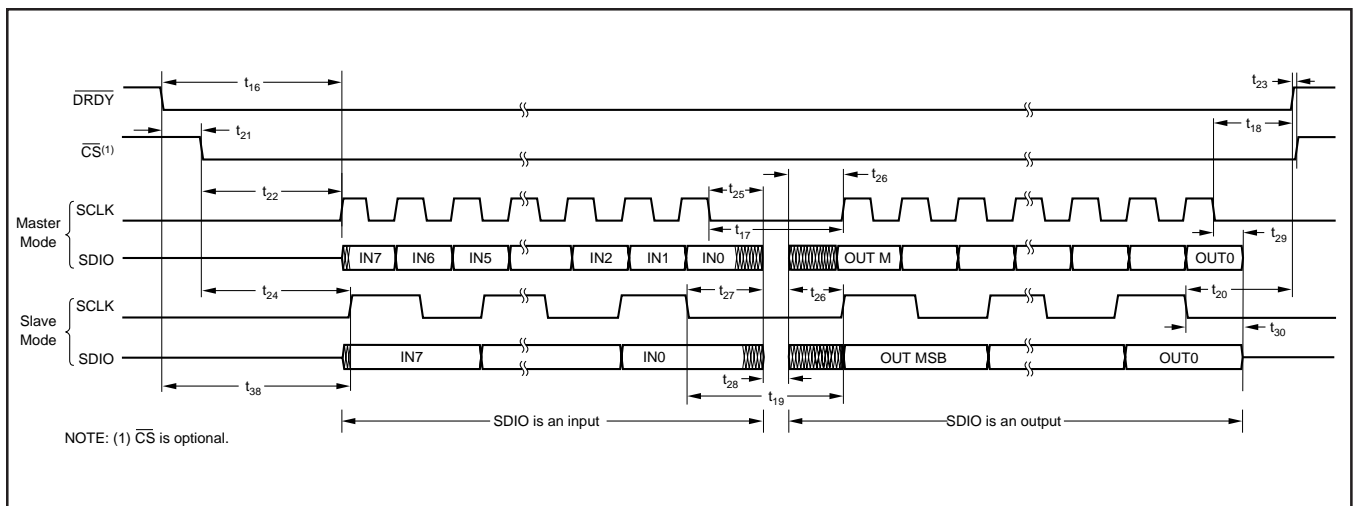 t16
t23
DRDY
t18
t21
CS(1)
t26
t22
t25
SCLK
Master
Mode
t17
t29
SDIO
IN7 IN6 IN5 IN2 IN1 IN0 OUT M OUT0
t24
t27
t26
t20
SCLK
Slave
Mode
t30
SDIO
IN7 IN0 OUT MSB OUT0
t28
t38
t19
SDIO is an input
SDIO is an output
NOTE: (1) CS is optional.